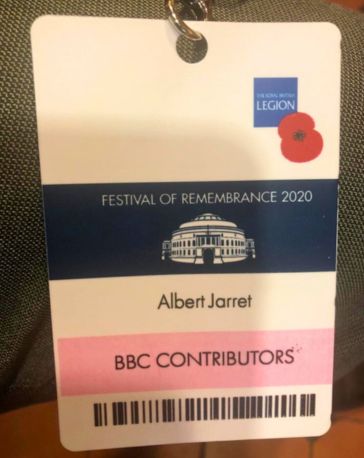 THE ROYAL BRITISH
LEGION
FESTIVAL OF REMEMBRANCE 2020
Albert Jarret
BBC CONTRIBUTORS